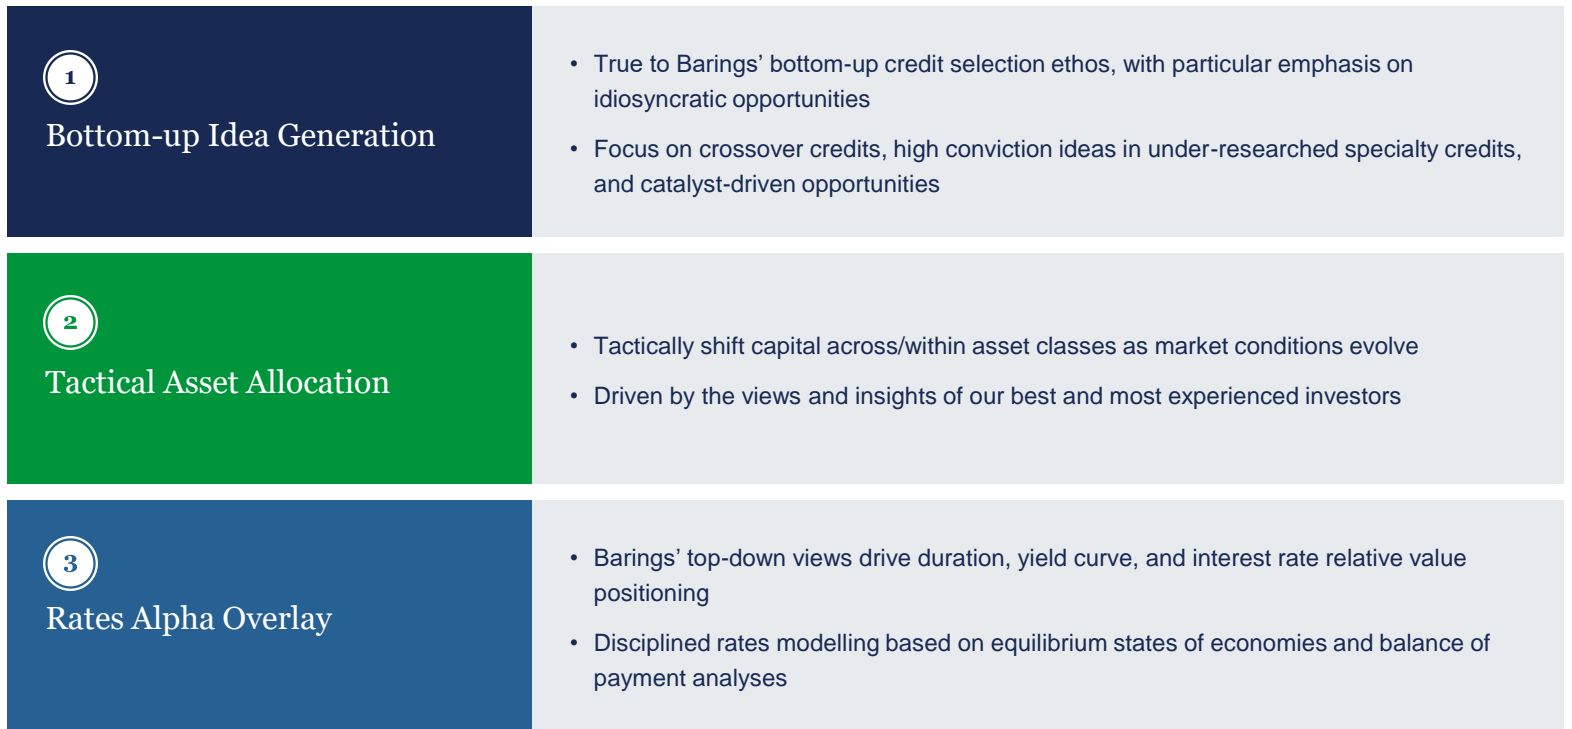 1
Bottom-up Idea Generation
• True to Barings’ bottom-up credit selection ethos, with particular emphasis on
idiosyncratic opportunities
• Focus on crossover credits, high conviction ideas in under-researched specialty credits,
and catalyst-driven opportunities
2
Tactical Asset Allocation
• Tactically shift capital across/within asset classes as market conditions evolve
• Driven by the views and insights of our best and most experienced investors
3
Rates Alpha Overlay
• Barings’ top-down views drive duration, yield curve, and interest rate relative value
positioning
• Disciplined rates modelling based on equilibrium states of economies and balance of
payment analyses